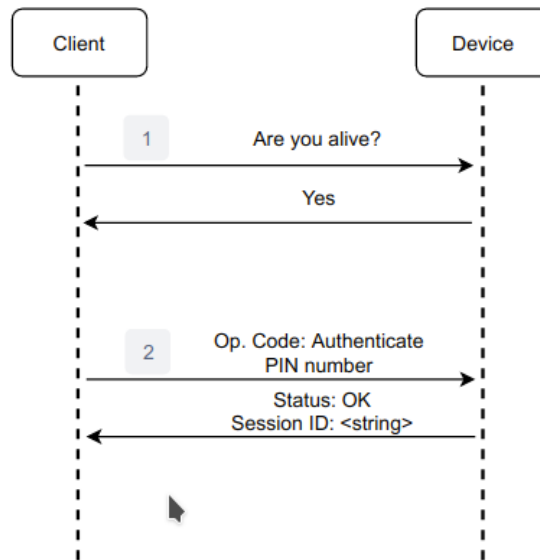 Client
Device
1
Are you alive?
Yes
2
Op. Code: Authenticate
PIN number
Status: OK
Session ID: <string>